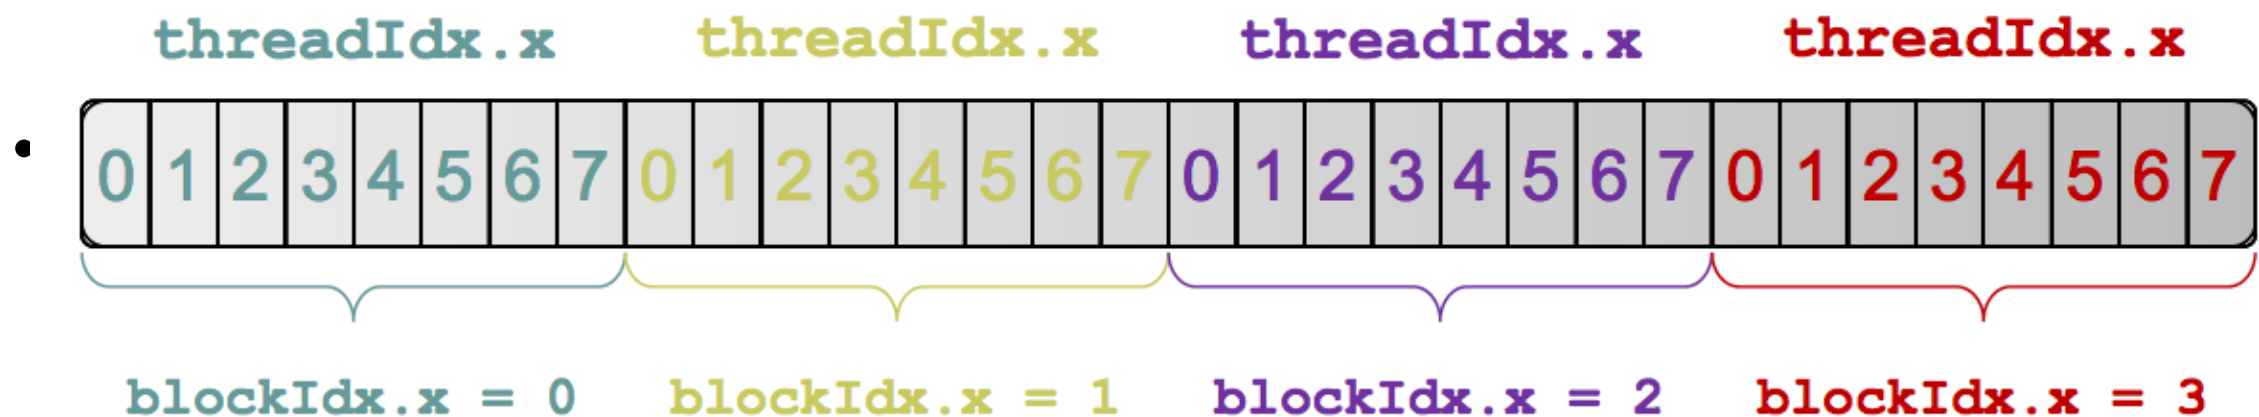 threadIdx.x threadIdx.x threadIdx.x threadIdx.x
• 0 1 2 3 4 5 6 7 0 1 2 3 4 5 6 7 0 1 2 3 4 5 6 7 0 1 2 3 4 5 6 7
blockIdx.x = 0 blockIdx.x = 1 blockIdx.x = 2 blockIdx.x = 3